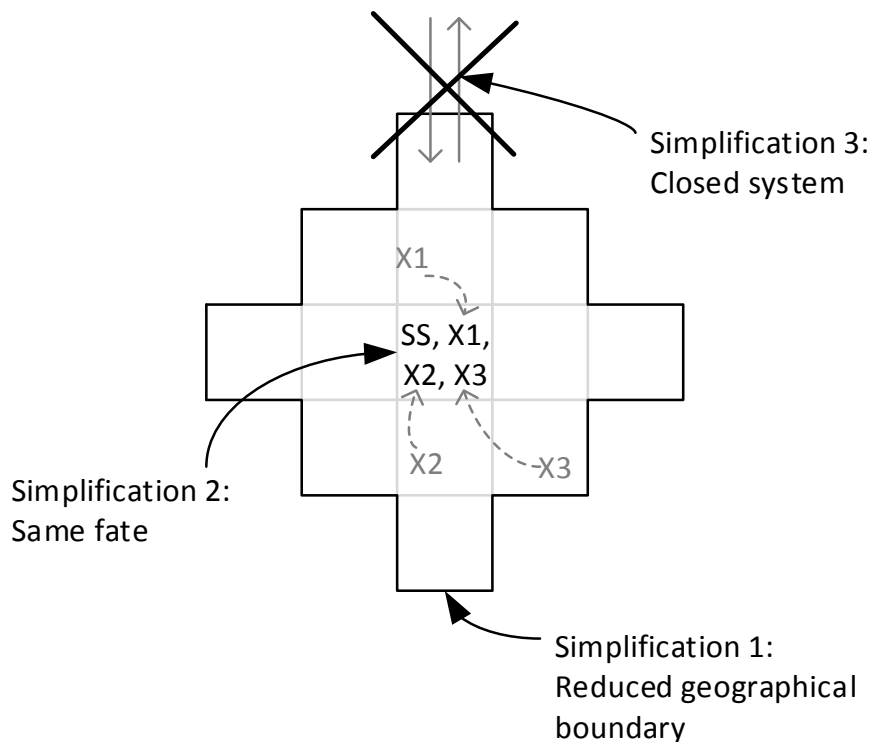 Simplification 3:
Closed system
X1
SS, X1,
X2, X3
X2
X3
Simplification 2:
Same fate
Simplification 1:
Reduced geographical
boundary